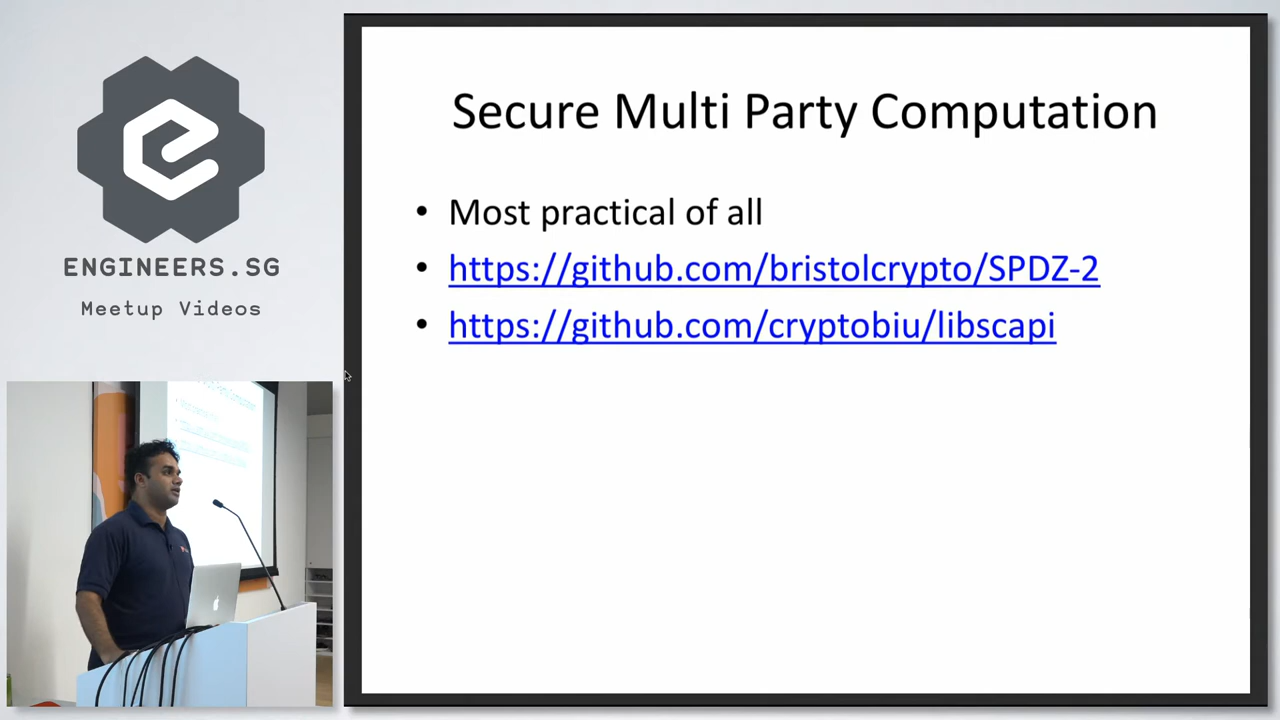 ENGINEERS.SG
Meetup Videos
Secure Multi Party Computation
• Most practical of all
• https://github.com/bristolcrypto/SPDZ-2
• https://github.com/cryptobiu/libscapi